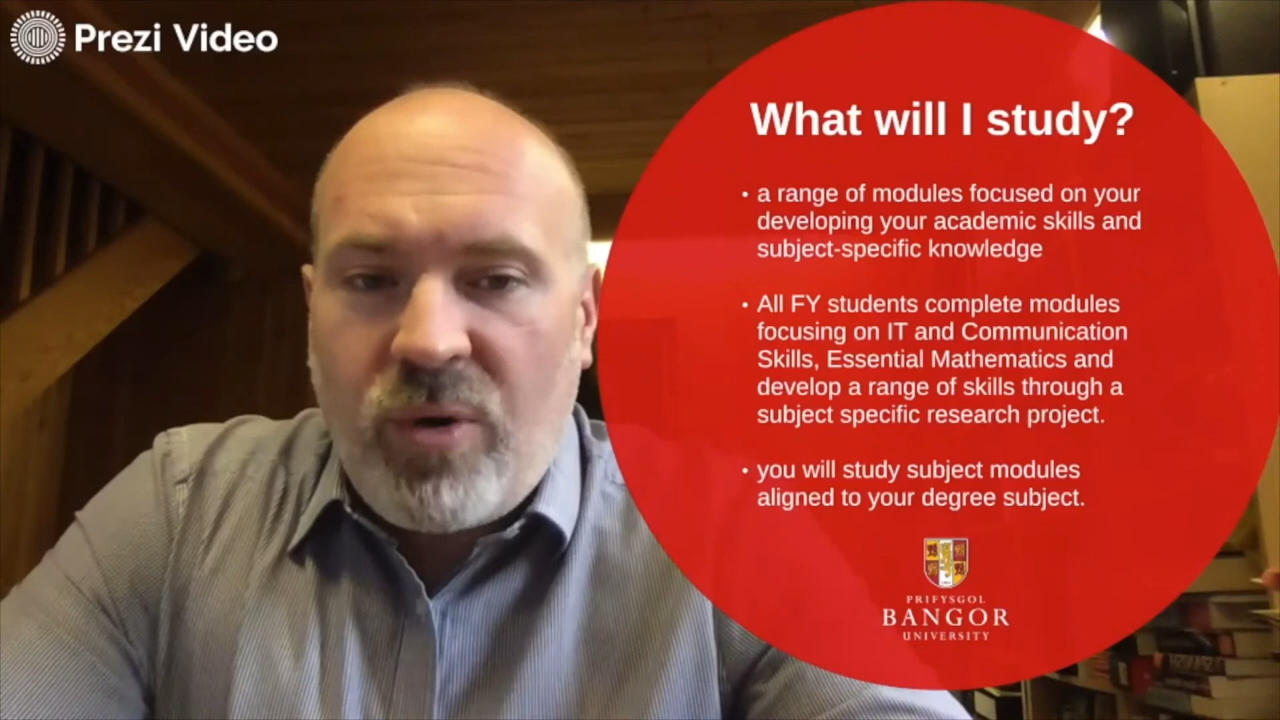 Prezi Video
What will I study?
• a range of modules focused on your
developing your academic skills and
subject-specific knowledge
• All FY students complete modules
focusing on IT and Communication
Skills, Essential Mathematics and
develop a range of skills through a
subject specific research project.
• you will study subject modules
aligned to your degree subject.
PRIFYSGOL
BANGOR
UNIVERSITY